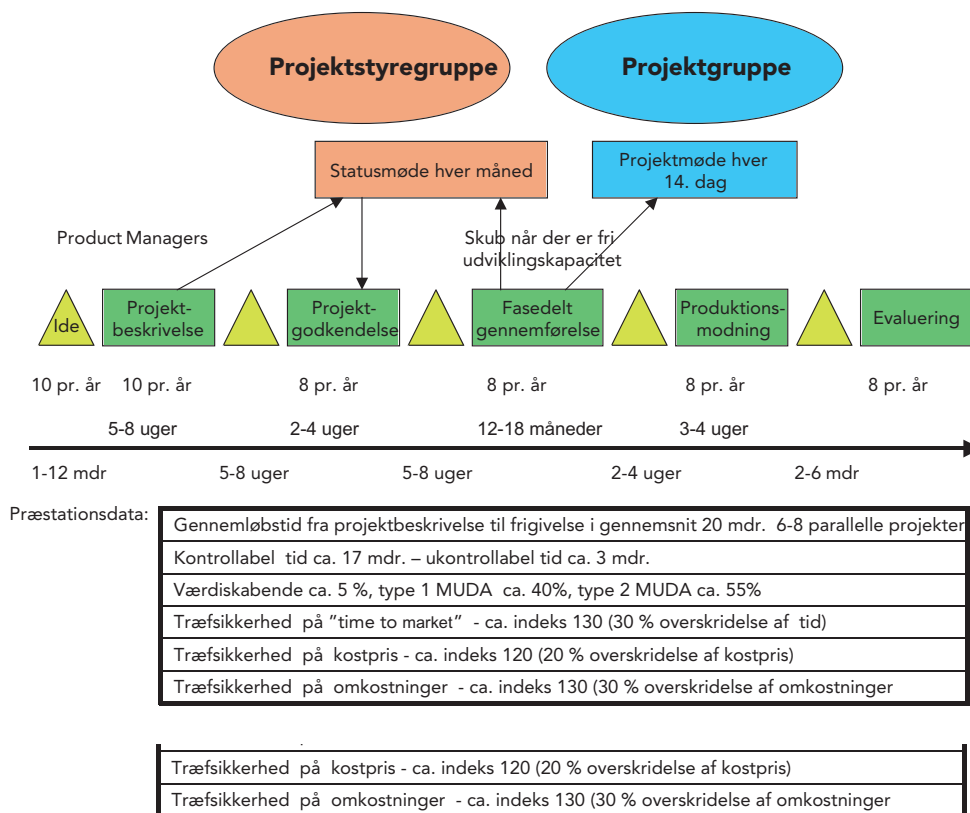 Projektstyregruppe
Projektgruppe
Statusmøde hver måned
Projektmøde hver
14. dag
Product Managers
Skub når der er fri
udviklingskapacitet
Ide
Projekt-
beskrivelse
Projekt-
godkendelse
Fasedelt
gennemførelse
Produktions-
modning
Evaluering
10 pr. år
10 pr. år
8 pr. år
8 pr. år
8 pr. år
8 pr. år
5-8 uger
2-4 uger
12-18 måneder
3-4 uger
1-12 mdr
5-8 uger
5-8 uger
2-4 uger
2-6 mdr
Præstationsdata:
Gennemløbstid fra projektbeskrivelse til frigivelse i gennemsnit 20 mdr. 6-8 parallelle projekter
Kontrollabel tid ca. 17 mdr. – ukontrollabel tid ca. 3 mdr.
Værdiskabende ca. 5 %, type 1 MUDA ca. 40%, type 2 MUDA ca. 55%
Træfsikkerhed på ”time to market” - ca. indeks 130 (30 % overskridelse af tid)
Træfsikkerhed på kostpris - ca. indeks 120 (20 % overskridelse af kostpris)
Træfsikkerhed på omkostninger - ca. indeks 130 (30 % overskridelse af omkostninger
Træfsikkerhed på kostpris - ca. indeks 120 (20 % overskridelse af kostpris)
Træfsikkerhed på omkostninger - ca. indeks 130 (30 % overskridelse af omkostninger